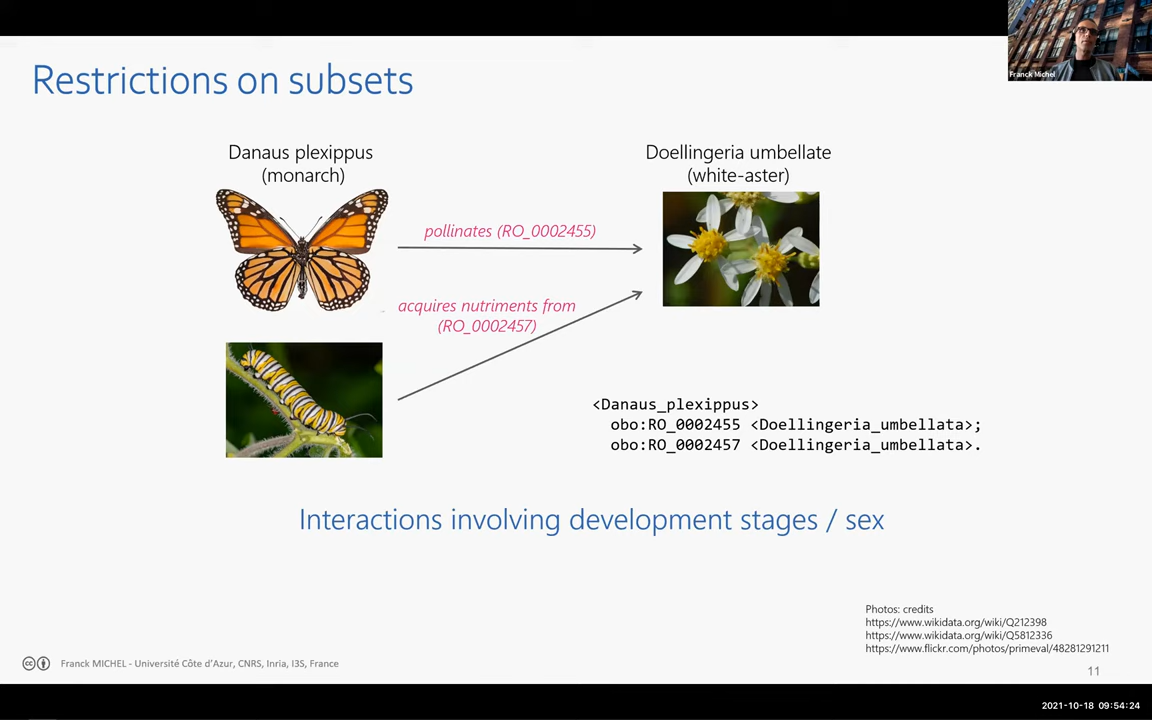 Franck Michel
Restrictions on subsets
Danaus plexippus
(monarch)
Doellingeria umbellate
(white-aster)
pollinates (RO_0002455)
acquires nutriments from
(RO_0002457)
<Danaus_plexippus>
obo:RO_0002455 <Doellingeria_umbellata>;
obo:RO_0002457 <Doellingeria_umbellata>.
Interactions involving development stages / sex
Photos: credits
https://www.wikidata.org/wiki/Q212398
https://www.wikidata.org/wiki/Q5812336
https://www.flickr.com/photos/primeval/48281291211
Franck MICHEL - Université Côte d'Azur, CNRS, Inria, I3S, France
11
2021-10-18 09:54:24